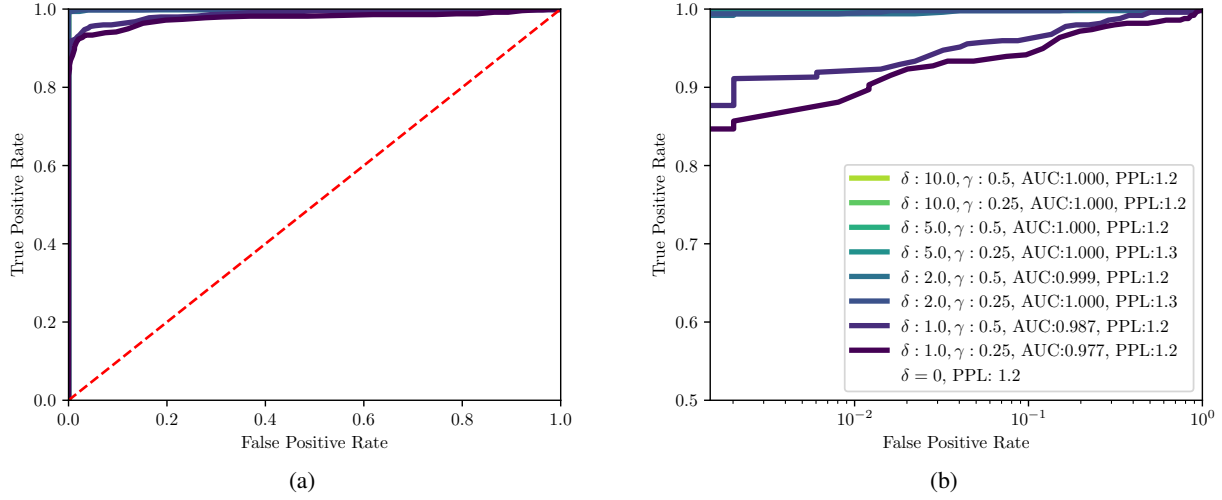 1.0
0.8
0.6
0.4
0.2
0.0
True Positive Rate
0.0 0.2 0.4 0.6 0.8 1.0
False Positive Rate
(a)
1.0
0.9
0.8
0.7
0.6
0.5
True Positive Rate
δ : 10.0, γ : 0.5, AUC:1.000, PPL:1.2
δ : 10.0, γ : 0.25, AUC:1.000, PPL:1.2
δ : 5.0, γ : 0.5, AUC:1.000, PPL:1.2
δ : 5.0, γ : 0.25, AUC:1.000, PPL:1.3
δ : 2.0, γ : 0.5, AUC:0.999, PPL:1.2
δ : 2.0, γ : 0.25, AUC:1.000, PPL:1.3
δ : 1.0, γ : 0.5, AUC:0.987, PPL:1.2
δ : 1.0, γ : 0.25, AUC:0.977, PPL:1.2
δ = 0, PPL: 1.2
10⁻² 10⁻¹ 10⁰
False Positive Rate
(b)